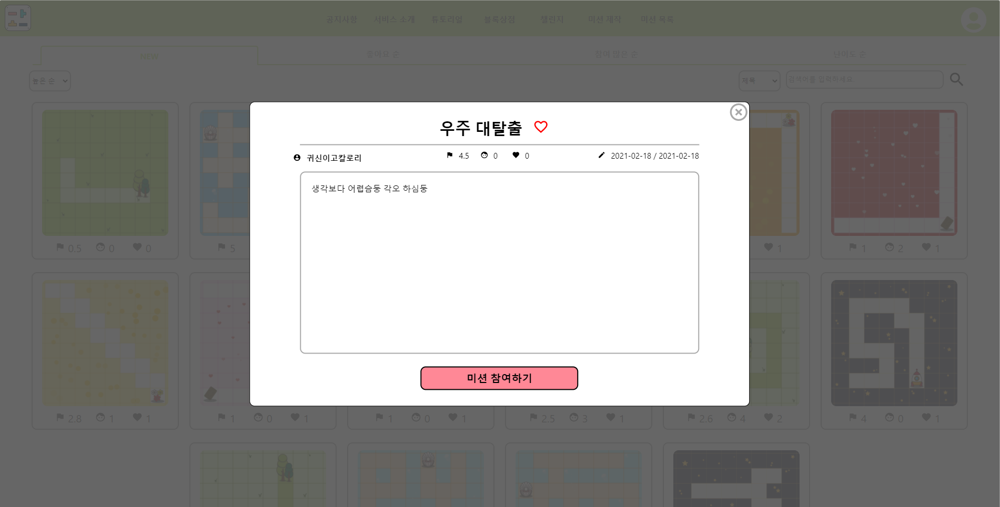 공지사항 서비스 소개 튜토리얼 블록상점 챌린지 미션 제작 미션 목록
NEW 좋아요 순 참여 많은 순 난이도 순
높은 순 제목 검색어를 입력하세요.
우주 대탈출
귀신이고칼로리 4.5 0 0 2021-02-18 / 2021-02-18
생각보다 어렵슴둥 각오 하심둥
미션 참여하기
0.5 0 0 5 1 1 2 1
2.8 1 1 1 0 1 1 0 1 2.5 3 1 2.6 4 2 4 0 1